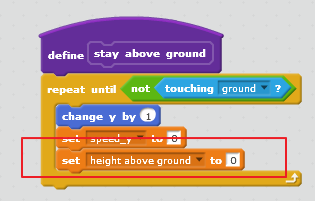 define stay above ground
repeat until not touching ground ?
change y by 1
set speed_y to 0
set height above ground to 0